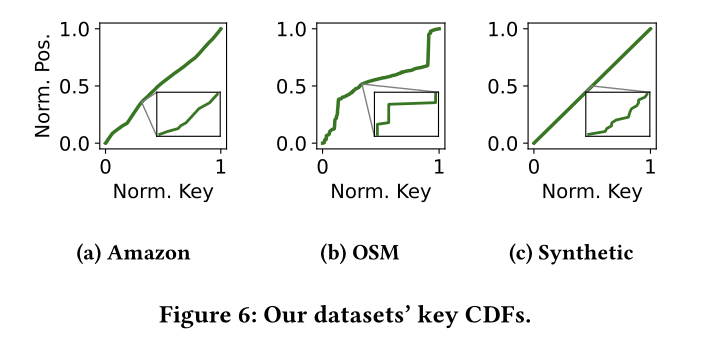 Norm. Pos.
1.0
0.5
0.0
0
1
Norm. Key
(a) Amazon
1.0
0.5
0.0
0
1
Norm. Key
(b) OSM
1.0
0.5
0.0
0
1
Norm. Key
(c) Synthetic
Figure 6: Our datasets’ key CDFs.